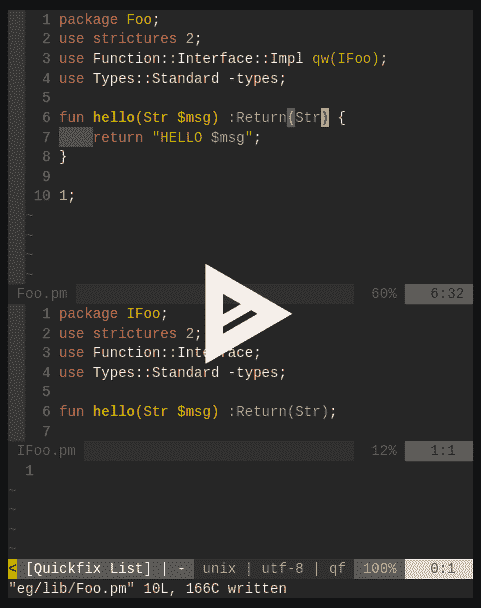 1 package Foo;
2 use strictures 2;
3 use Function::Interface::Impl qw(IFoo);
4 use Types::Standard -types;
5
6 fun hello(Str $msg) :Return(Str) {
7     return "HELLO $msg";
8 }
9
10 1;
~
~
~
~
Foo.pm 60% 6:32
1 package IFoo;
2 use strictures 2;
3 use Function::Interface;
4 use Types::Standard -types;
5
6 fun hello(Str $msg) :Return(Str);
7
IFoo.pm 12% 1:1
1
~
~
~
~
< [Quickfix List] | - unix ¦ utf-8 | qf 100% 0:1
"eg/lib/Foo.pm" 10L, 166C written